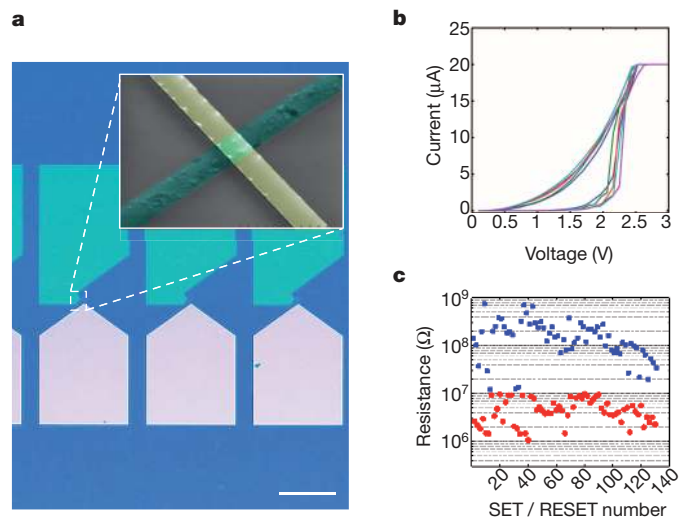 a
b
25
20
15
10
5
0
Current (μA)
0 0.5 1 1.5 2 2.5 3
Voltage (V)
c
10⁹
10⁸
10⁷
10⁶
Resistance (Ω)
20 40 60 80 100 120 140
SET / RESET number